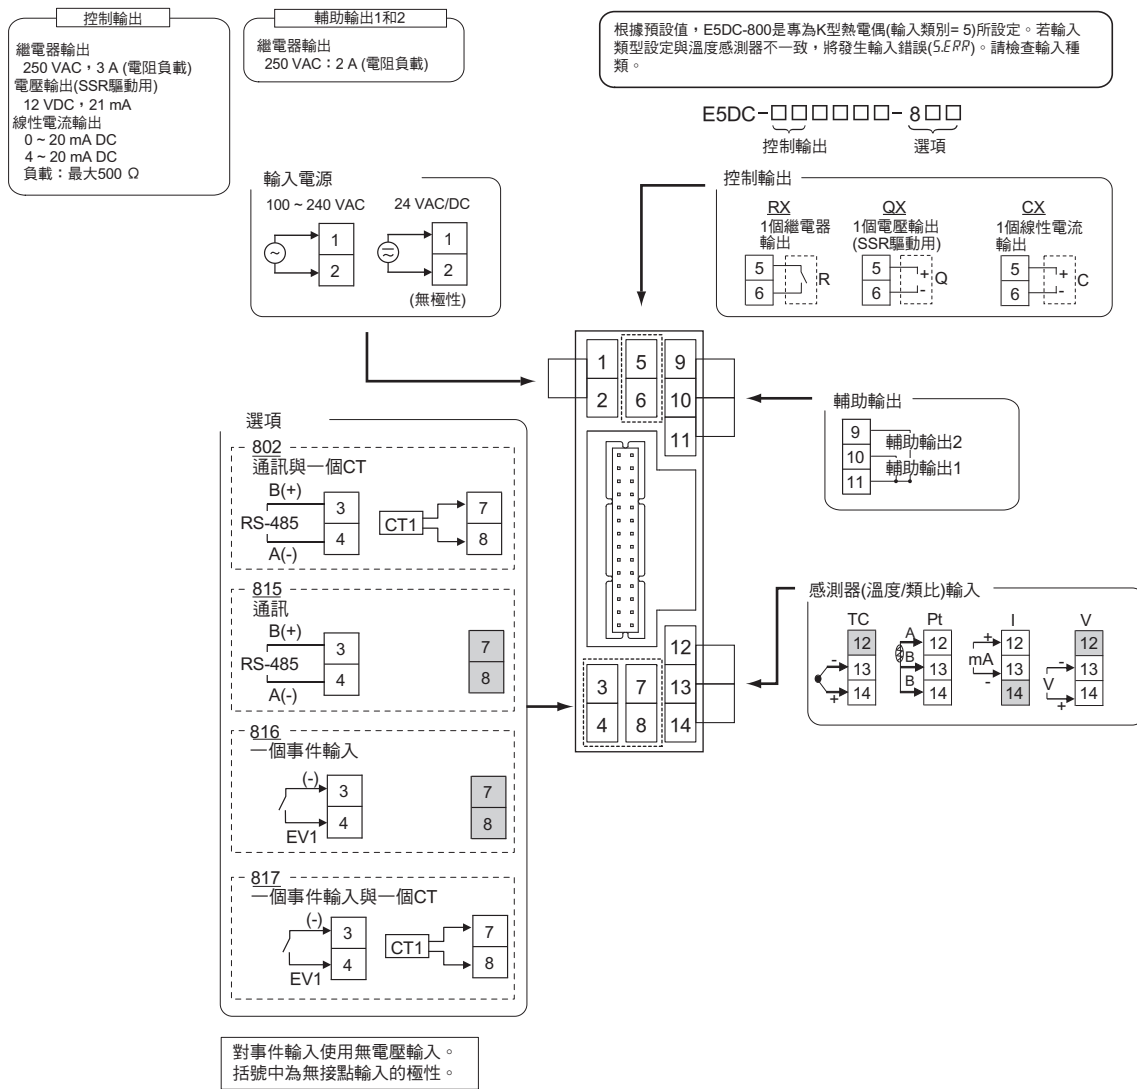 控制輸出
繼電器輸出
250 VAC，3 A (電阻負載)
電壓輸出(SSR驅動用)
12 VDC，21 mA
線性電流輸出
0 ~ 20 mA DC
4 ~ 20 mA DC
負載：最大500 Ω
輔助輸出1和2
繼電器輸出
250 VAC：2 A (電阻負載)
根據預設值，E5DC-800是專為K型熱電偶(輸入類別= 5)所設定。若輸入
類型設定與溫度感測器不一致，將發生輸入錯誤(S.ERR)。請檢查輸入種
類。
E5DC-□□□□□□-8□□
控制輸出 選項
輸入電源
100 ~ 240 VAC 24 VAC/DC
1 1
2 2
(無極性)
控制輸出
RX QX CX
1個繼電器 1個電壓輸出 1個線性電流
輸出 (SSR驅動用) 輸出
5 5 + 5 +
R Q C
6 6 - 6 -
1 5 9
2 6 10
11
輔助輸出
9
輔助輸出2
10
輔助輸出1
11
選項
802
通訊與一個CT
B(+)
3 7
RS-485 CT1
4 8
A(-)
815
通訊
B(+)
3 7
RS-485
4 8
A(-)
816
一個事件輸入
(-)
3 7
4 8
EV1
817
一個事件輸入與一個CT
(-)
3 7
CT1
4 8
EV1
12
3 7 13
4 8 14
感測器(溫度/類比)輸入
TC Pt I V
12 A 12 + 12 12
- 13 B 13 mA 13 - 13
V
14 B 14 - 14 14
+ +
對事件輸入使用無電壓輸入。
括號中為無接點輸入的極性。